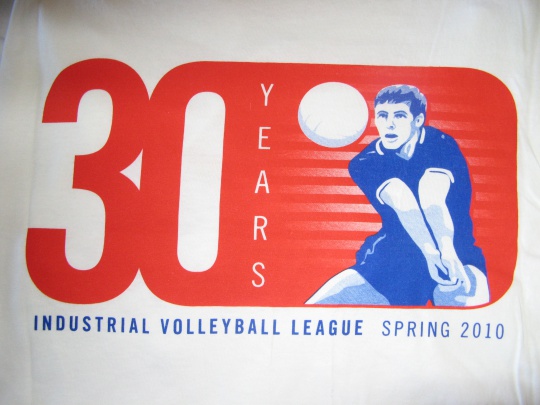 30 YEARS
INDUSTRIAL VOLLEYBALL LEAGUE SPRING 2010